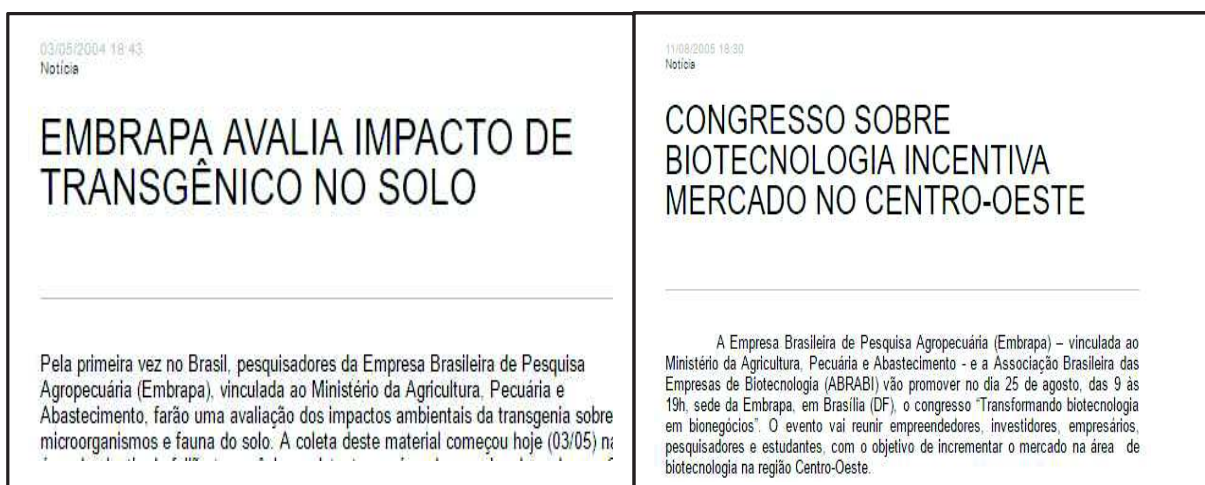 03/05/2004 18:43
Notícia
EMBRAPA AVALIA IMPACTO DE
TRANSGÊNICO NO SOLO
Pela primeira vez no Brasil, pesquisadores da Empresa Brasileira de Pesquisa
Agropecuária (Embrapa), vinculada ao Ministério da Agricultura, Pecuária e
Abastecimento, farão uma avaliação dos impactos ambientais da transgenia sobre
microorganismos e fauna do solo. A coleta deste material começou hoje (03/05) na
11/08/2005 18:30
Notícia
CONGRESSO SOBRE
BIOTECNOLOGIA INCENTIVA
MERCADO NO CENTRO-OESTE
A Empresa Brasileira de Pesquisa Agropecuária (Embrapa) – vinculada ao
Ministério da Agricultura, Pecuária e Abastecimento - e a Associação Brasileira das
Empresas de Biotecnologia (ABRABI) vão promover no dia 25 de agosto, das 9 às
19h, sede da Embrapa, em Brasília (DF), o congresso “Transformando biotecnologia
em bionegócios”. O evento vai reunir empreendedores, investidores, empresários,
pesquisadores e estudantes, com o objetivo de incrementar o mercado na área de
biotecnologia na região Centro-Oeste.